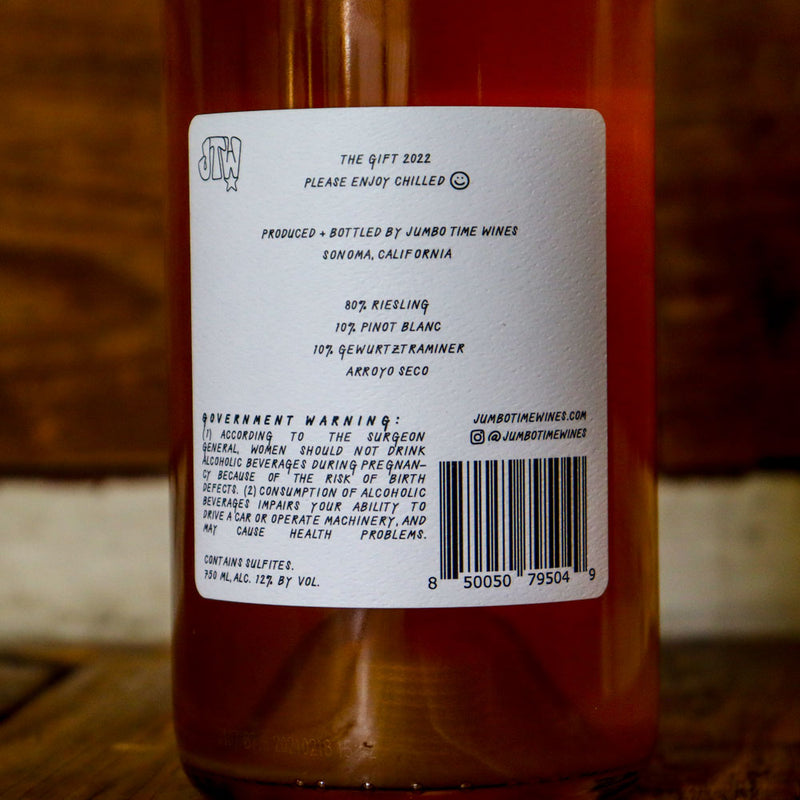 JTW
THE GIFT 2022
PLEASE ENJOY CHILLED
PRODUCED + BOTTLED BY JUMBO TIME WINES
SONOMA, CALIFORNIA
80% RIESLING
10% PINOT BLANC
10% GEWURTZTRAMINER
ARROYO SECO
GOVERNMENT WARNING:
(1) ACCORDING TO THE SURGEON
GENERAL, WOMEN SHOULD NOT DRINK
ALCOHOLIC BEVERAGES DURING PREGNAN-
CY BECAUSE OF THE RISK OF BIRTH
DEFECTS. (2) CONSUMPTION OF ALCOHOLIC
BEVERAGES IMPAIRS YOUR ABILITY TO
DRIVE A CAR OR OPERATE MACHINERY, AND
MAY CAUSE HEALTH PROBLEMS.
CONTAINS SULFITES.
750 ML, ALC. 12% BY VOL.
JUMBOTIMEWINES.COM
@JUMBOTIMEWINES
8 50050 79504 9